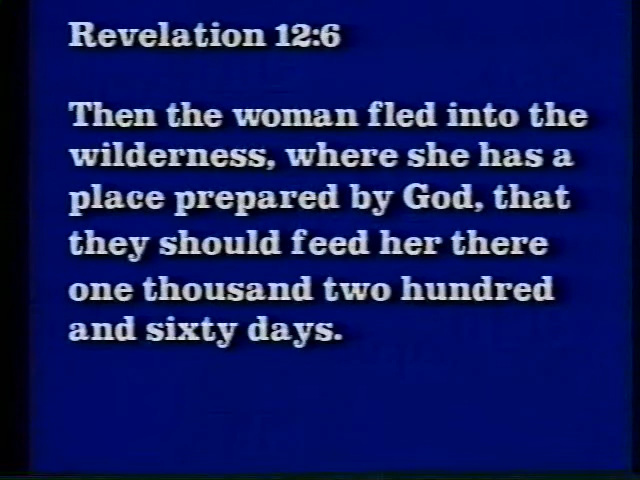 Revelation 12:6
Then the woman fled into the
wilderness, where she has a
place prepared by God, that
they should feed her there
one thousand two hundred
and sixty days.